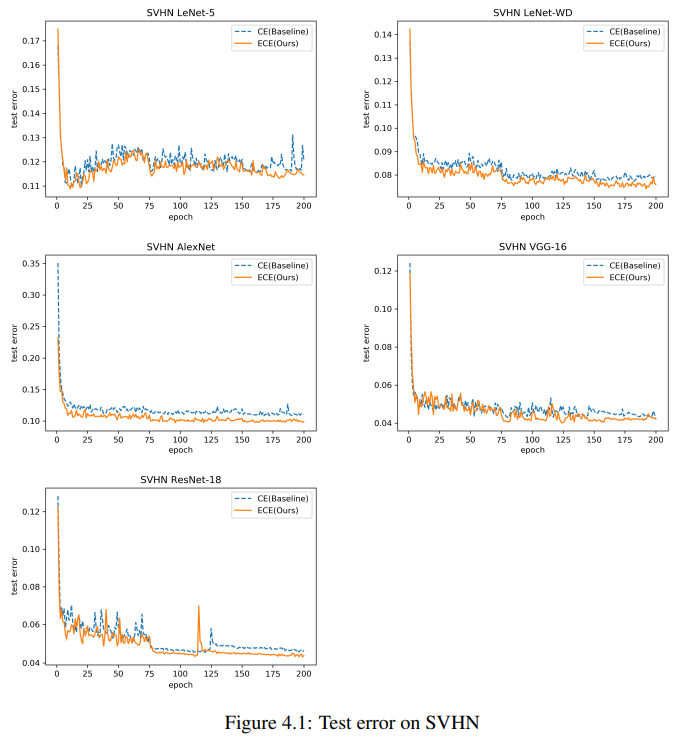 SVHN LeNet-5
CE(Baseline)
ECE(Ours)
test error
0.17
0.16
0.15
0.14
0.13
0.12
0.11
0 25 50 75 100 125 150 175 200
epoch
SVHN LeNet-WD
CE(Baseline)
ECE(Ours)
test error
0.14
0.13
0.12
0.11
0.10
0.09
0.08
0 25 50 75 100 125 150 175 200
epoch
SVHN AlexNet
CE(Baseline)
ECE(Ours)
test error
0.35
0.30
0.25
0.20
0.15
0.10
0 25 50 75 100 125 150 175 200
epoch
SVHN VGG-16
CE(Baseline)
ECE(Ours)
test error
0.12
0.10
0.08
0.06
0.04
0 25 50 75 100 125 150 175 200
epoch
SVHN ResNet-18
CE(Baseline)
ECE(Ours)
test error
0.12
0.10
0.08
0.06
0.04
0 25 50 75 100 125 150 175 200
epoch
Figure 4.1: Test error on SVHN